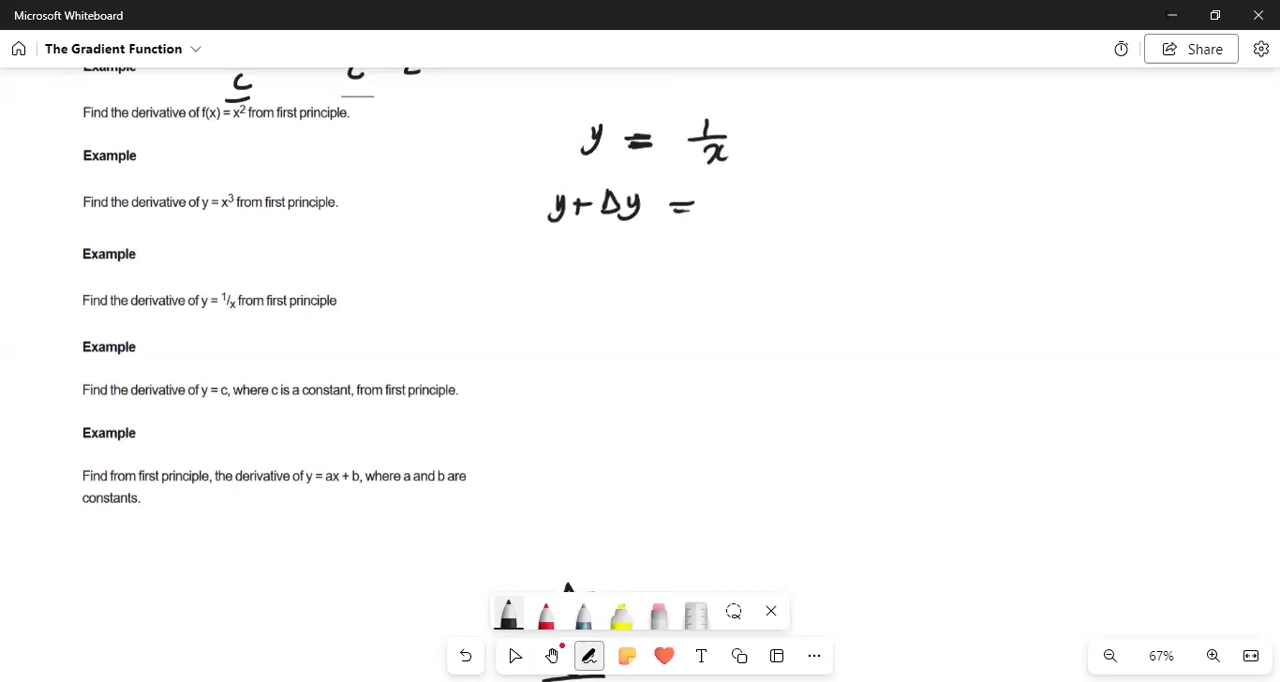 Microsoft Whiteboard
The Gradient Function
Share
Example
c
Find the derivative of f(x) = x² from first principle.
Example
Find the derivative of y = x³ from first principle.
Example
Find the derivative of y = ¹/ₓ from first principle
Example
Find the derivative of y = c, where c is a constant, from first principle.
Example
Find from first principle, the derivative of y = ax + b, where a and b are
constants.
y = 1/x
y + Δy =
T
67%